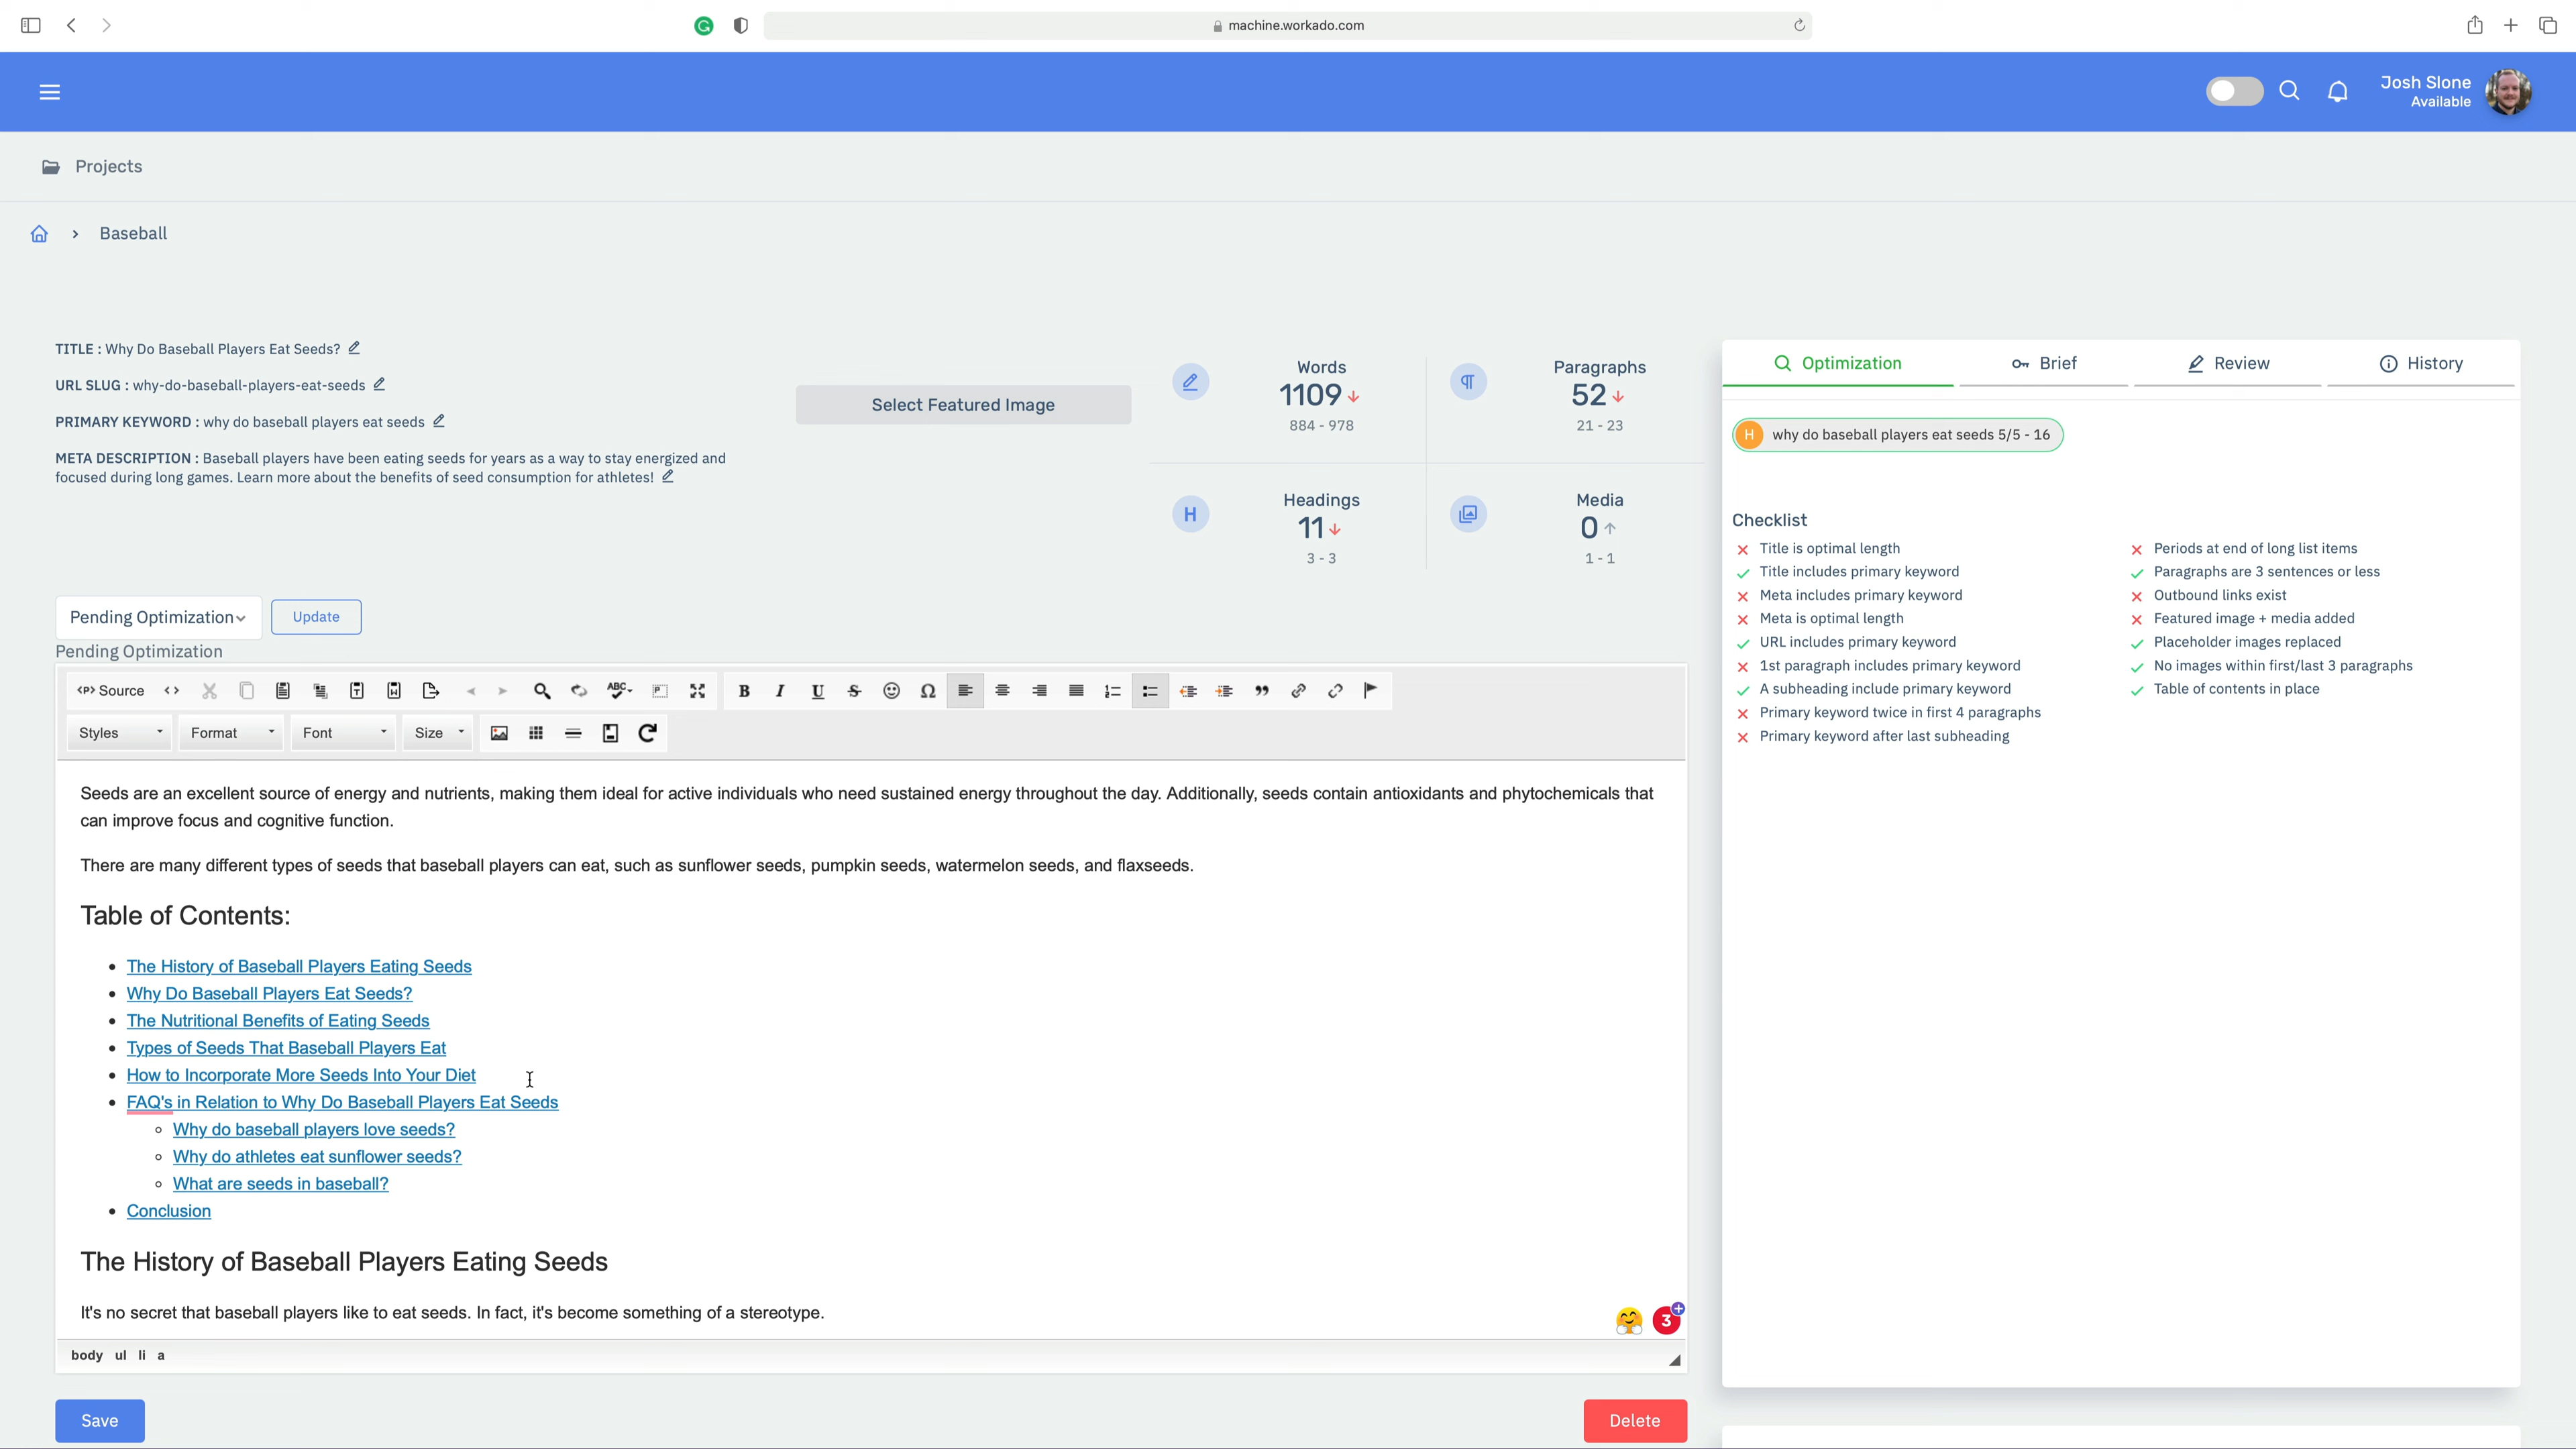 machine.workado.com
Josh Slone
Available
Projects
Baseball
TITLE : Why Do Baseball Players Eat Seeds?
URL SLUG : why-do-baseball-players-eat-seeds
PRIMARY KEYWORD : why do baseball players eat seeds
META DESCRIPTION : Baseball players have been eating seeds for years as a way to stay energized and
focused during long games. Learn more about the benefits of seed consumption for athletes!
Select Featured Image
Words
1109
884 - 978
Paragraphs
52
21 - 23
H
Headings
11
3 - 3
Media
0
1 - 1
Pending Optimization
Update
Pending Optimization
Source
ABC
B I U S
Styles
Format
Font
Size
Seeds are an excellent source of energy and nutrients, making them ideal for active individuals who need sustained energy throughout the day. Additionally, seeds contain antioxidants and phytochemicals that
can improve focus and cognitive function.
There are many different types of seeds that baseball players can eat, such as sunflower seeds, pumpkin seeds, watermelon seeds, and flaxseeds.
Table of Contents:
The History of Baseball Players Eating Seeds
Why Do Baseball Players Eat Seeds?
The Nutritional Benefits of Eating Seeds
Types of Seeds That Baseball Players Eat
How to Incorporate More Seeds Into Your Diet
FAQ's in Relation to Why Do Baseball Players Eat Seeds
Why do baseball players love seeds?
Why do athletes eat sunflower seeds?
What are seeds in baseball?
Conclusion
The History of Baseball Players Eating Seeds
It's no secret that baseball players like to eat seeds. In fact, it's become something of a stereotype.
3
body ul li a
Save
Delete
Optimization
Brief
Review
History
H why do baseball players eat seeds 5/5 - 16
Checklist
Title is optimal length
Title includes primary keyword
Meta includes primary keyword
Meta is optimal length
URL includes primary keyword
1st paragraph includes primary keyword
A subheading include primary keyword
Primary keyword twice in first 4 paragraphs
Primary keyword after last subheading
Periods at end of long list items
Paragraphs are 3 sentences or less
Outbound links exist
Featured image + media added
Placeholder images replaced
No images within first/last 3 paragraphs
Table of contents in place